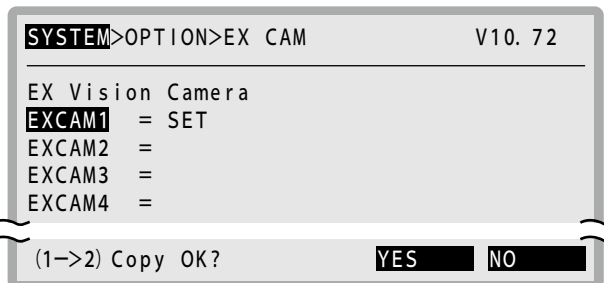 SYSTEM>OPTION>EX CAM V10.72
EX Vision Camera
EXCAM1 = SET
EXCAM2 =
EXCAM3 =
EXCAM4 =
(1->2) Copy OK? YES NO